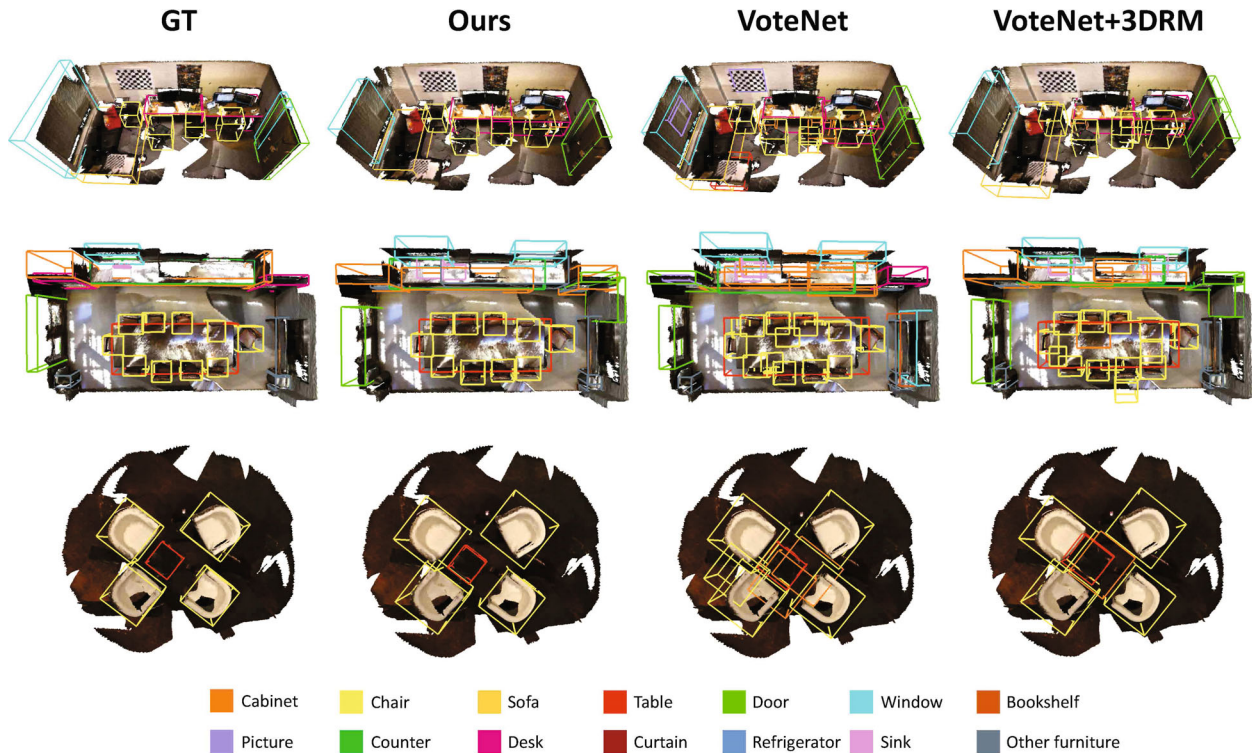 GT Ours VoteNet VoteNet+3DRM
Cabinet Chair Sofa Table Door Window Bookshelf
Picture Counter Desk Curtain Refrigerator Sink Other furniture